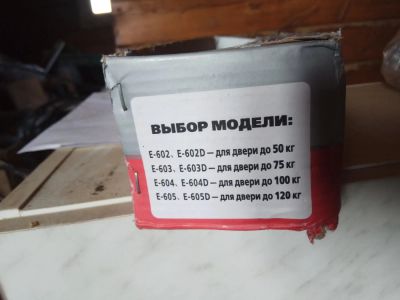 ВЫБОР МОДЕЛИ:
E-602, E-602D — для двери до 50 кг
E-603, E-603D — для двери до 75 кг
E-604, E-604D — для двери до 100 кг
E-605, E-605D — для двери до 120 кг